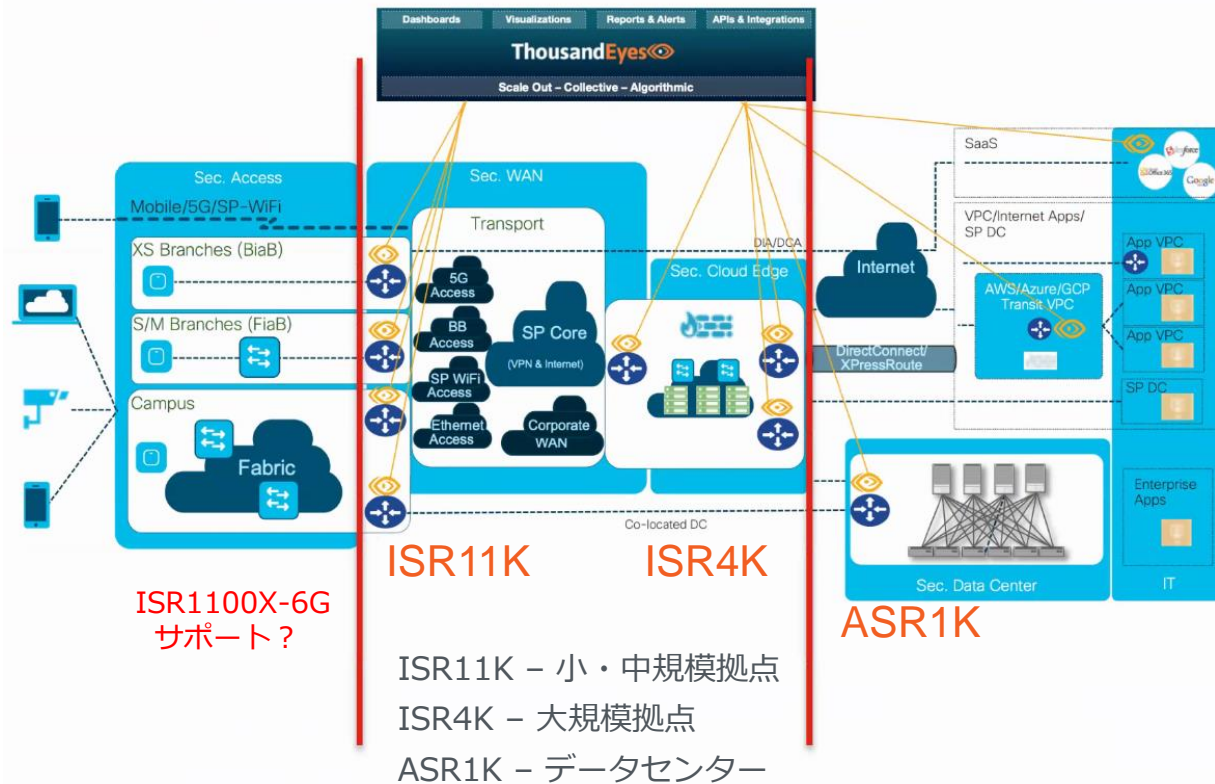 Dashboards
Visualizations
Reports & Alerts
APIs & Integrations
ThousandEyes
Scale Out – Collective – Algorithmic
Sec. Access
Sec. WAN
Mobile/5G/SP-WiFi
Transport
XS Branches (BiaB)
5G
Access
S/M Branches (FiaB)
BB
Access
SP Core
(VPN & Internet)
SP WiFi
Access
Campus
Ethernet
Access
Corporate
WAN
Fabric
DIA/DCA
Sec. Cloud Edge
Internet
DirectConnect/
XPressRoute
SaaS
Office 365
Google
VPC/Internet Apps/
SP DC
App VPC
AWS/Azure/GCP
Transit VPC
App VPC
App VPC
SP DC
Co-located DC
Enterprise
Apps
Sec. Data Center
IT
ISR11K
ISR4K
ASR1K
ISR1100X-6G
サポート？
ISR11K – 小・中規模拠点
ISR4K – 大規模拠点
ASR1K – データセンター